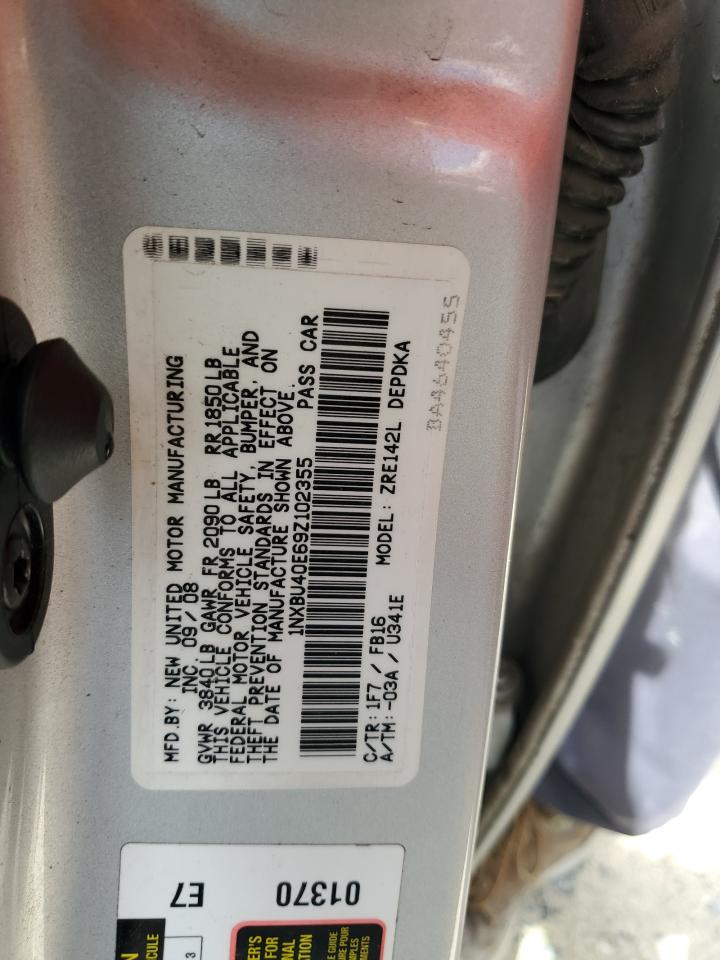 MFD.BY: NEW UNITED MOTOR MANUFACTURING
INC. 09/08
GVWR 3840LB GAWR FR 2090LB RR1850LB
THIS VEHICLE CONFORMS TO ALL APPLICABLE
FEDERAL MOTOR VEHICLE SAFETY, BUMPER, AND
THEFT PREVENTION STANDARDS IN EFFECT ON
THE DATE OF MANUFACTURE SHOWN ABOVE.
1NXBU40E69Z102355 PASS CAR
C/TR: 1F7 / FB16 MODEL: ZRE142L DEPDKA
A/TM: -03A / U341E
BA4640455
E7
01370